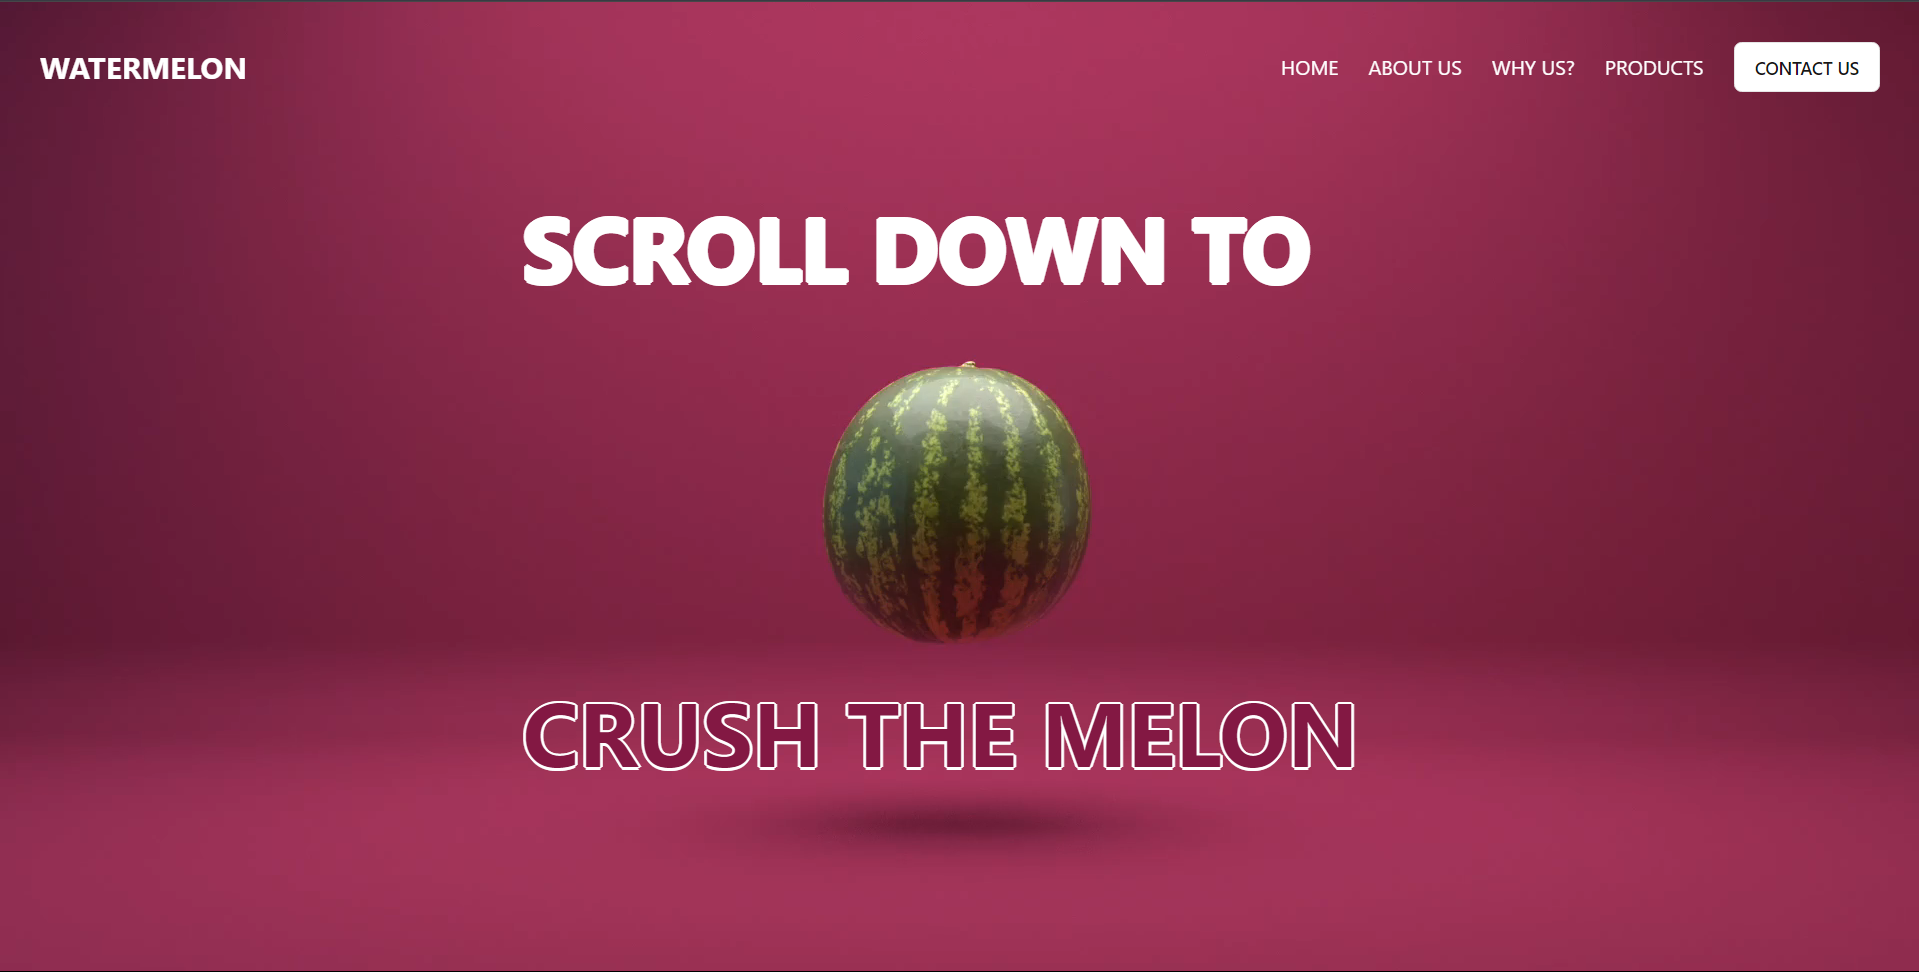 WATERMELON
HOME ABOUT US WHY US? PRODUCTS CONTACT US
SCROLL DOWN TO
CRUSH THE MELON